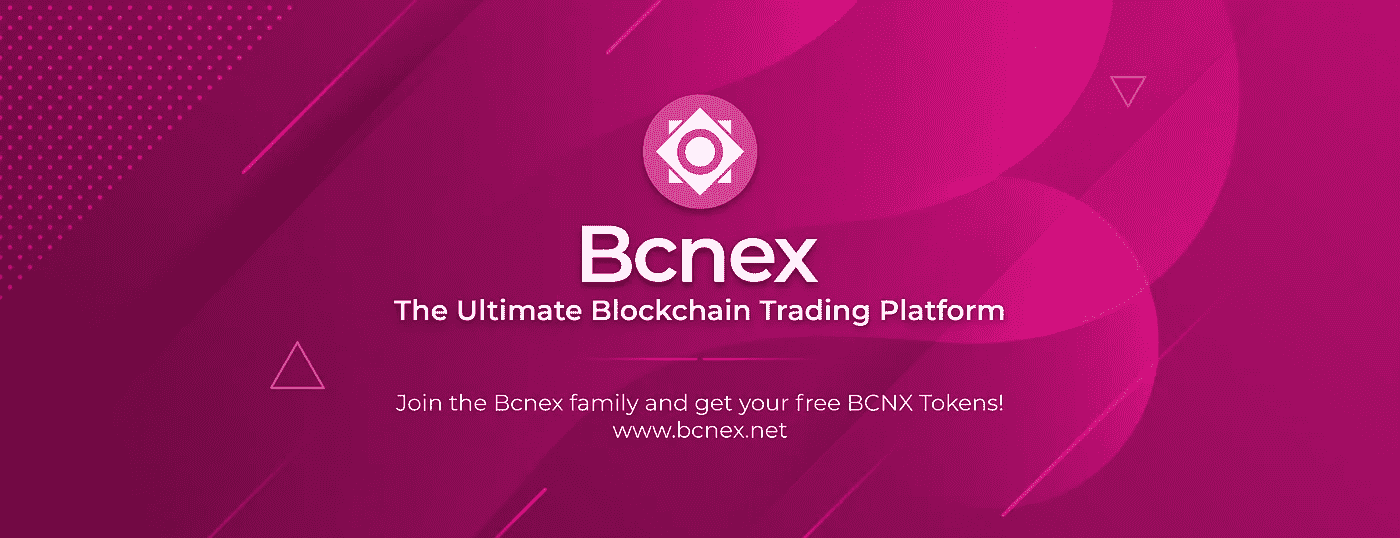 Bcnex
The Ultimate Blockchain Trading Platform
Join the Bcnex family and get your free BCNX Tokens!
www.bcnex.net